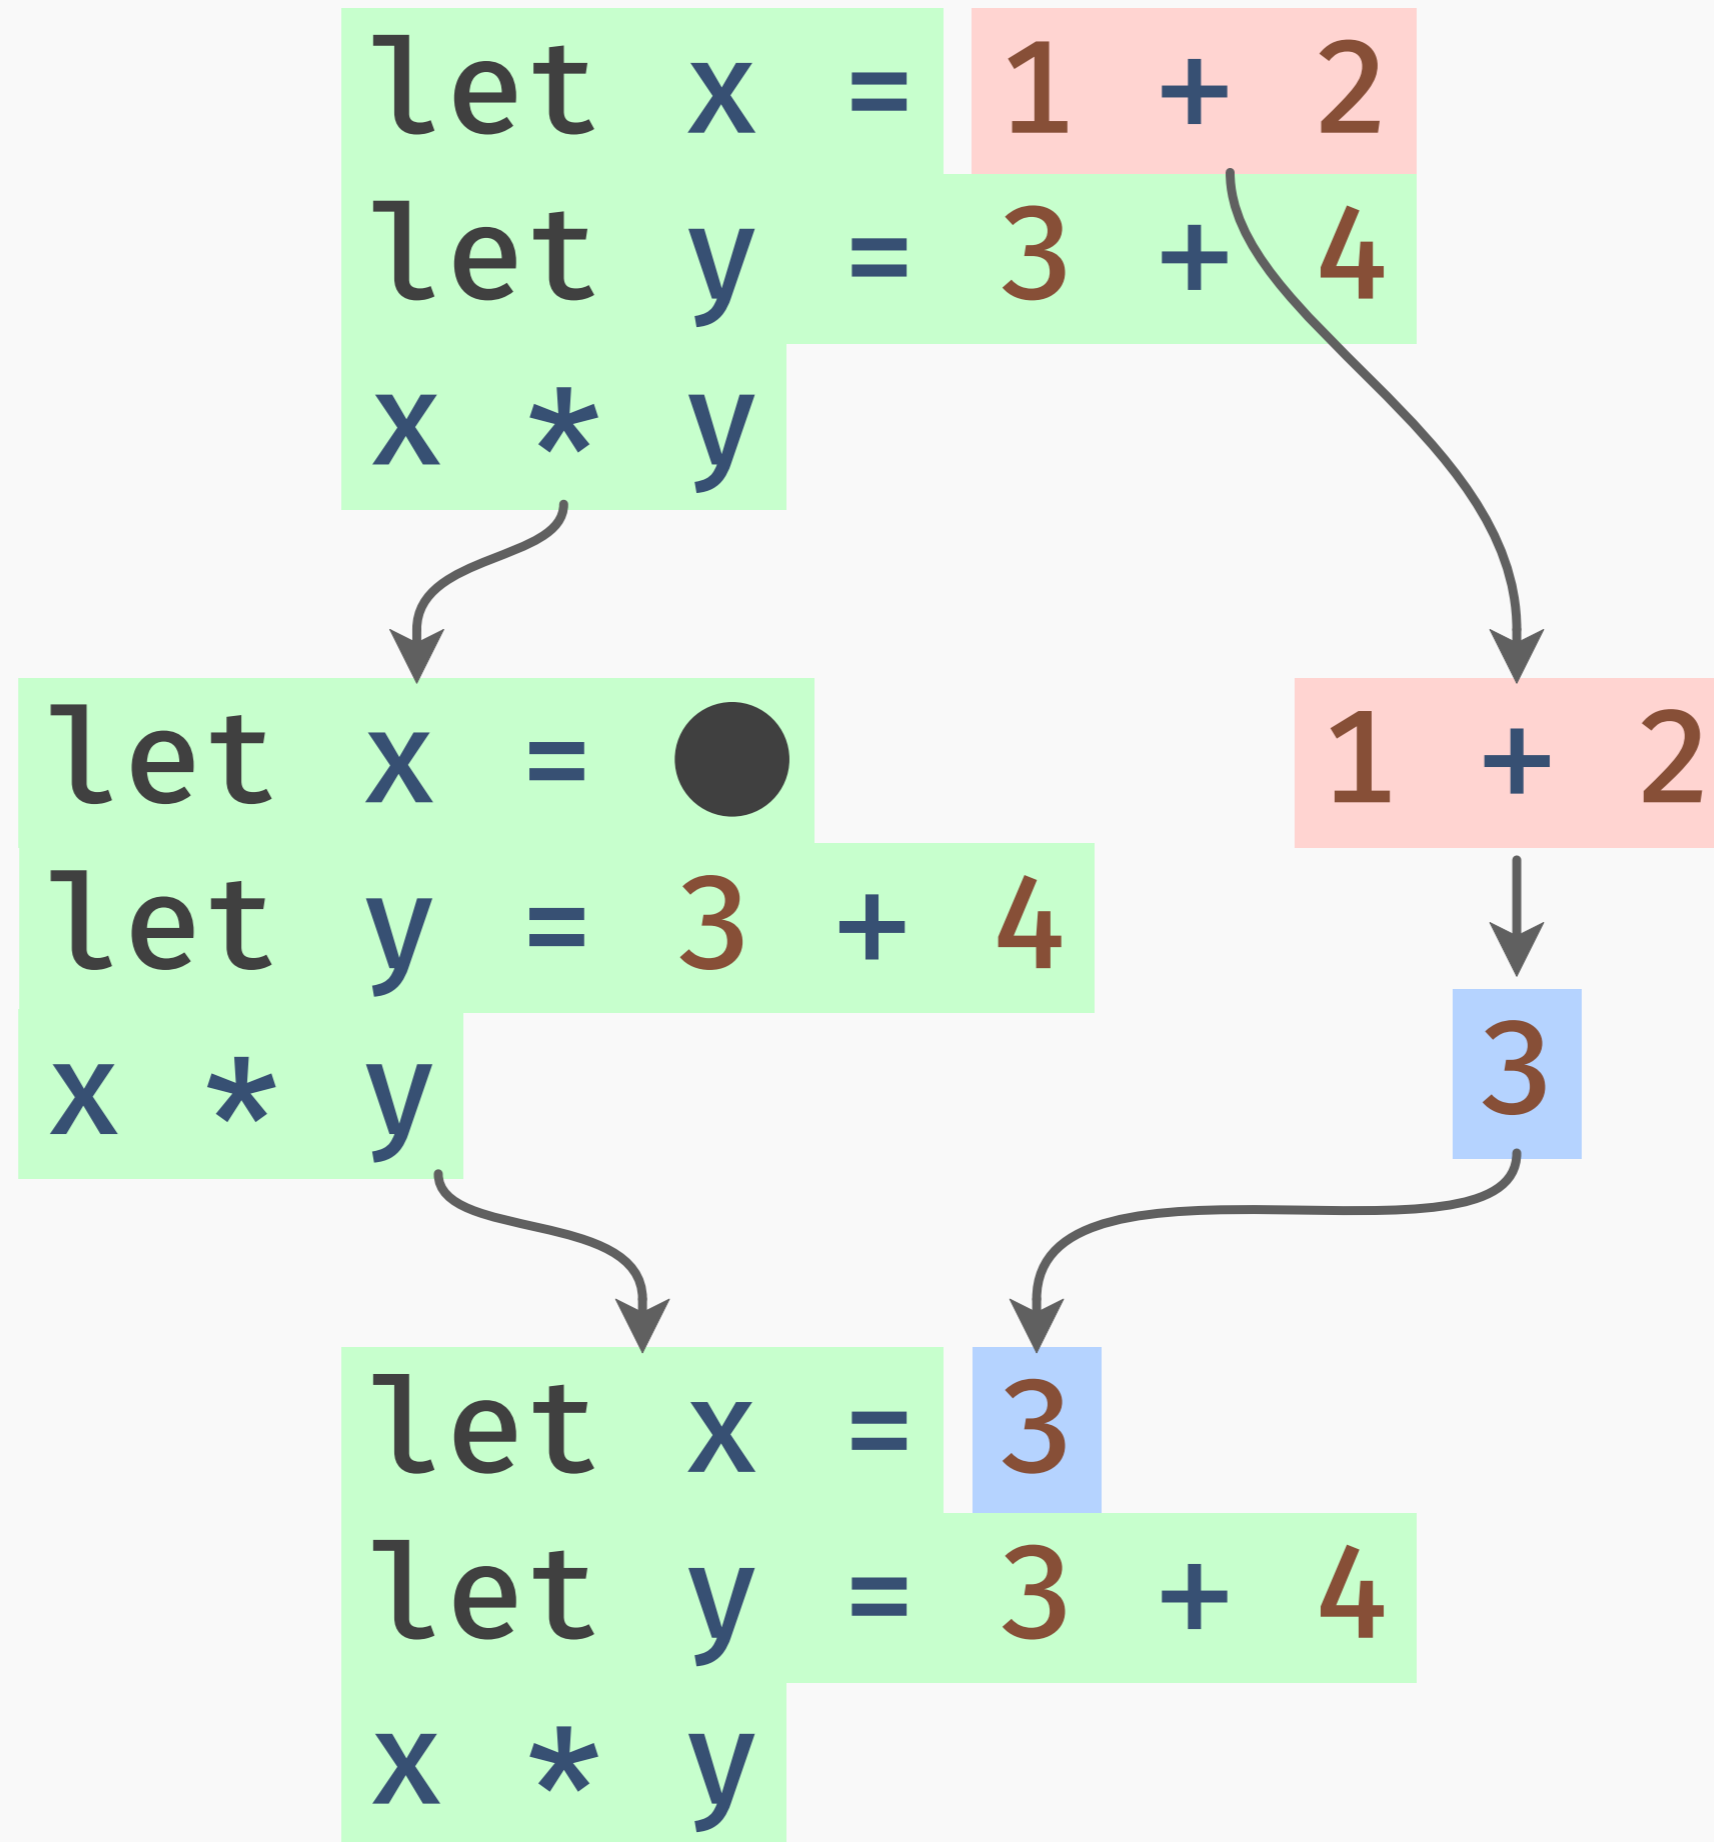 let x = 1 + 2
let y = 3 + 4
x * y
let x = ●
let y = 3 + 4
x * y
1 + 2
3
let x = 3
let y = 3 + 4
x * y